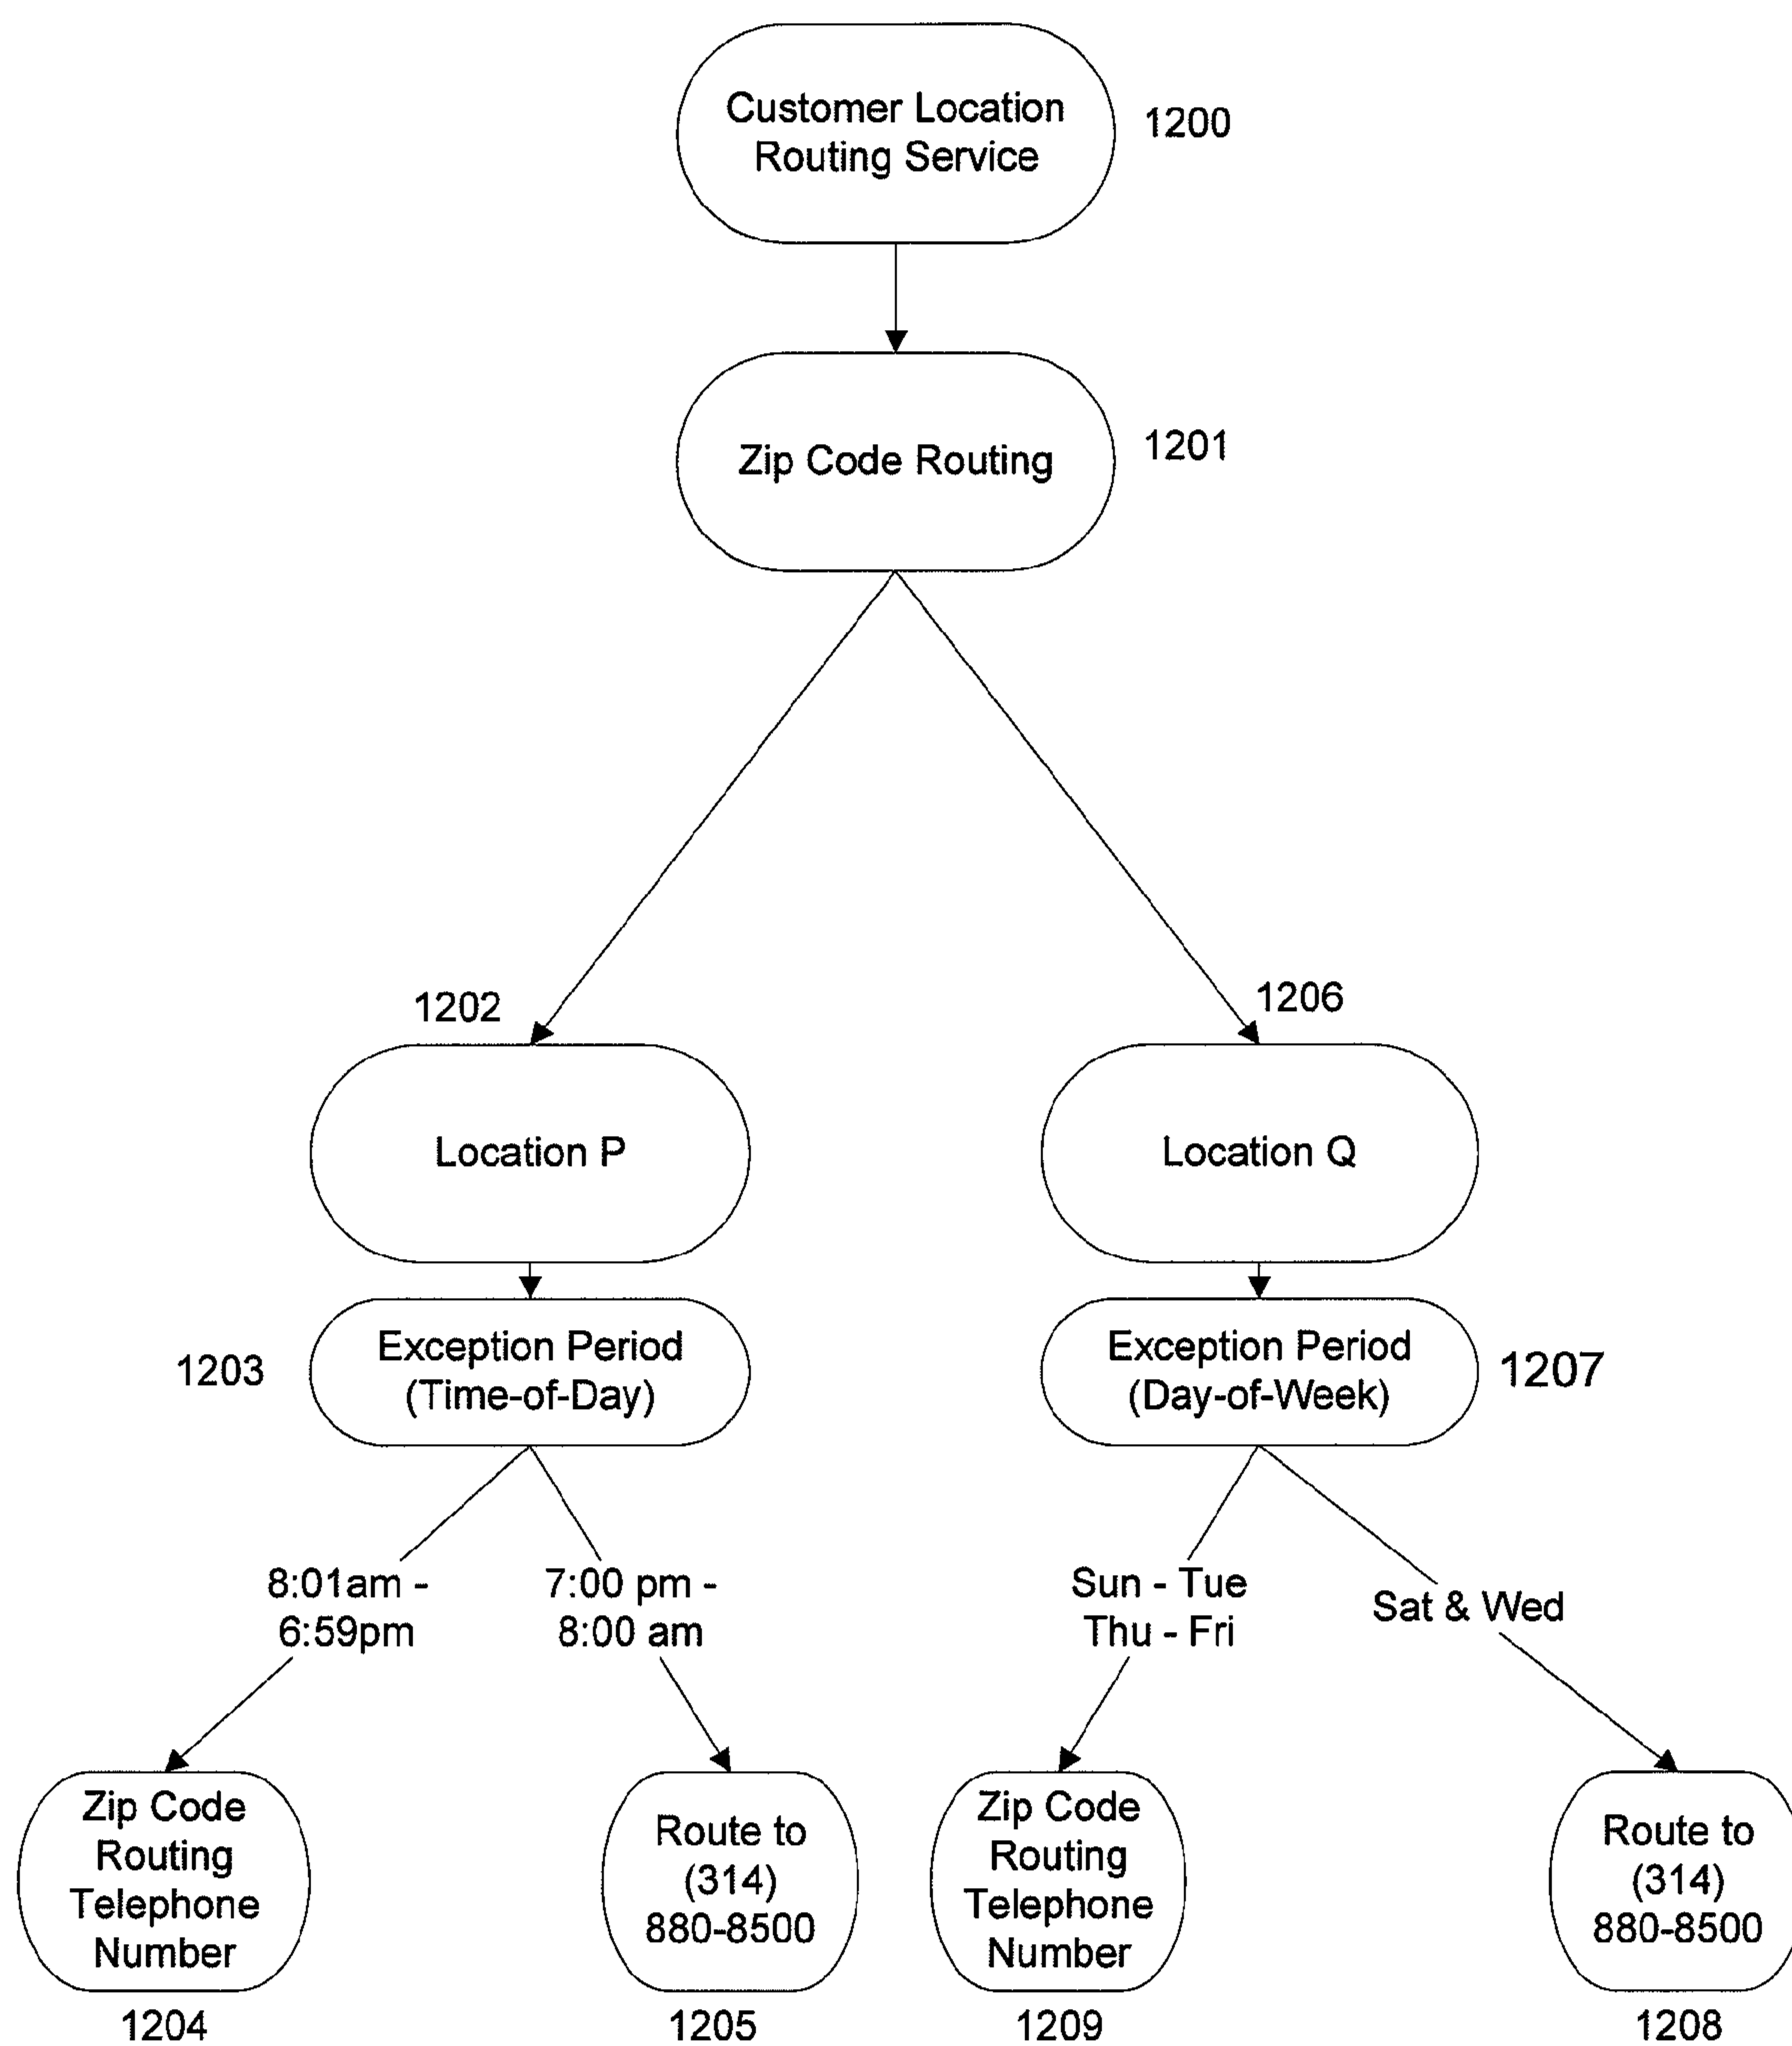 Customer Location
Routing Service
1200
Zip Code Routing
1201
1202
1206
Location P
Location Q
1203
Exception Period
(Time-of-Day)
Exception Period
(Day-of-Week)
1207
8:01am -
6:59pm
7:00 pm -
8:00 am
Sun - Tue
Thu - Fri
Sat & Wed
Zip Code
Routing
Telephone
Number
Route to
(314)
880-8500
Zip Code
Routing
Telephone
Number
Route to
(314)
880-8500
1204
1205
1209
1208